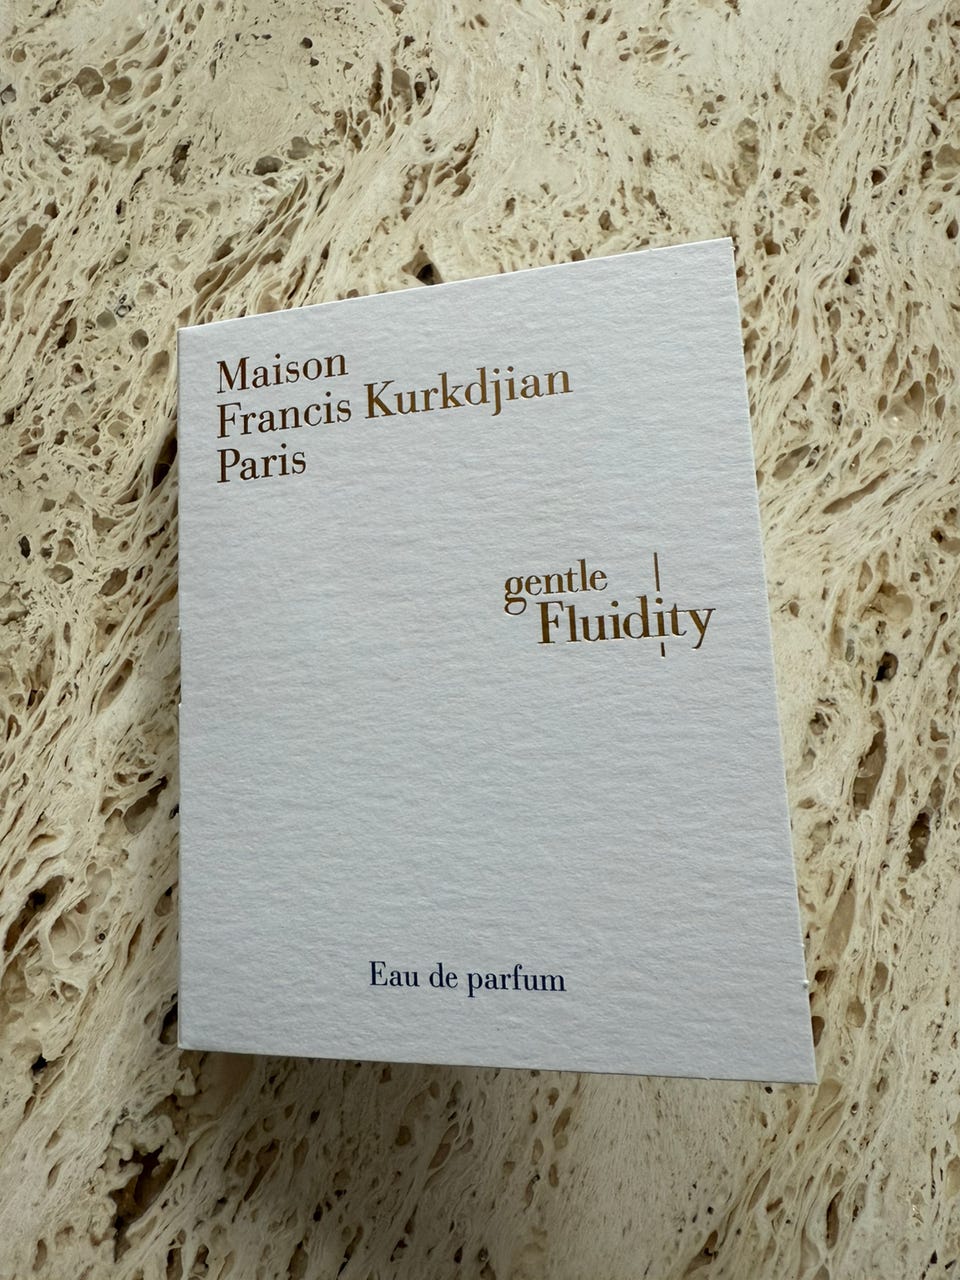 Maison
Francis Kurkdjian
Paris
gentle
Fluidity
Eau de parfum